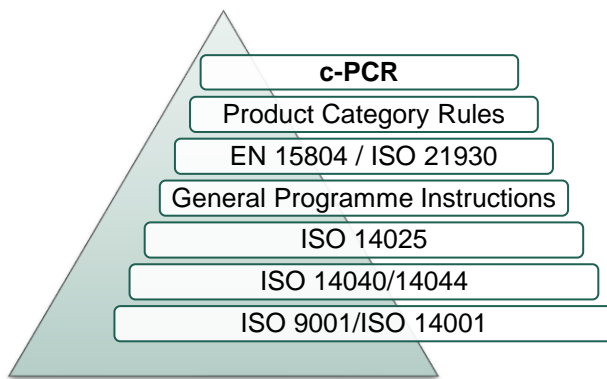 c-PCR
Product Category Rules
EN 15804 / ISO 21930
General Programme Instructions
ISO 14025
ISO 14040/14044
ISO 9001/ISO 14001